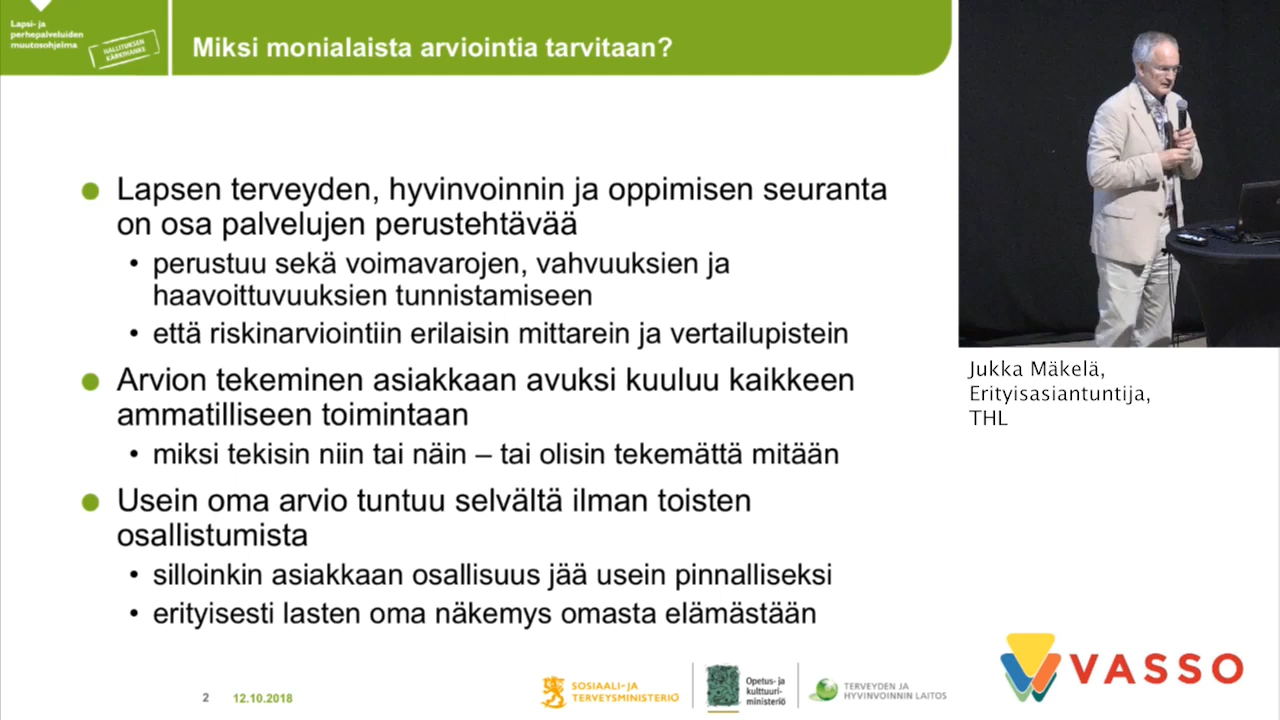 Lapsi- ja
perhepalveluiden
muutosohjelma
HALLITUKSEN
KÄRKIHANKE
Miksi monialaista arviointia tarvitaan?
Lapsen terveyden, hyvinvoinnin ja oppimisen seuranta
on osa palvelujen perustehtävää
• perustuu sekä voimavarojen, vahvuuksien ja
haavoittuvuuksien tunnistamiseen
• että riskinarviointiin erilaisin mittarein ja vertailupistein
Arvion tekeminen asiakkaan avuksi kuuluu kaikkeen
ammatilliseen toimintaan
• miksi tekisin niin tai näin – tai olisin tekemättä mitään
Usein oma arvio tuntuu selvältä ilman toisten
osallistumista
• silloinkin asiakkaan osallisuus jää usein pinnalliseksi
• erityisesti lasten oma näkemys omasta elämästään
Jukka Mäkelä,
Erityisasiantuntija,
THL
2 12.10.2018
SOSIAALI- JA
TERVEYSMINISTERIÖ
Opetus- ja
kulttuuri-
ministeriö
TERVEYDEN JA
HYVINVOINNIN LAITOS
VASSO